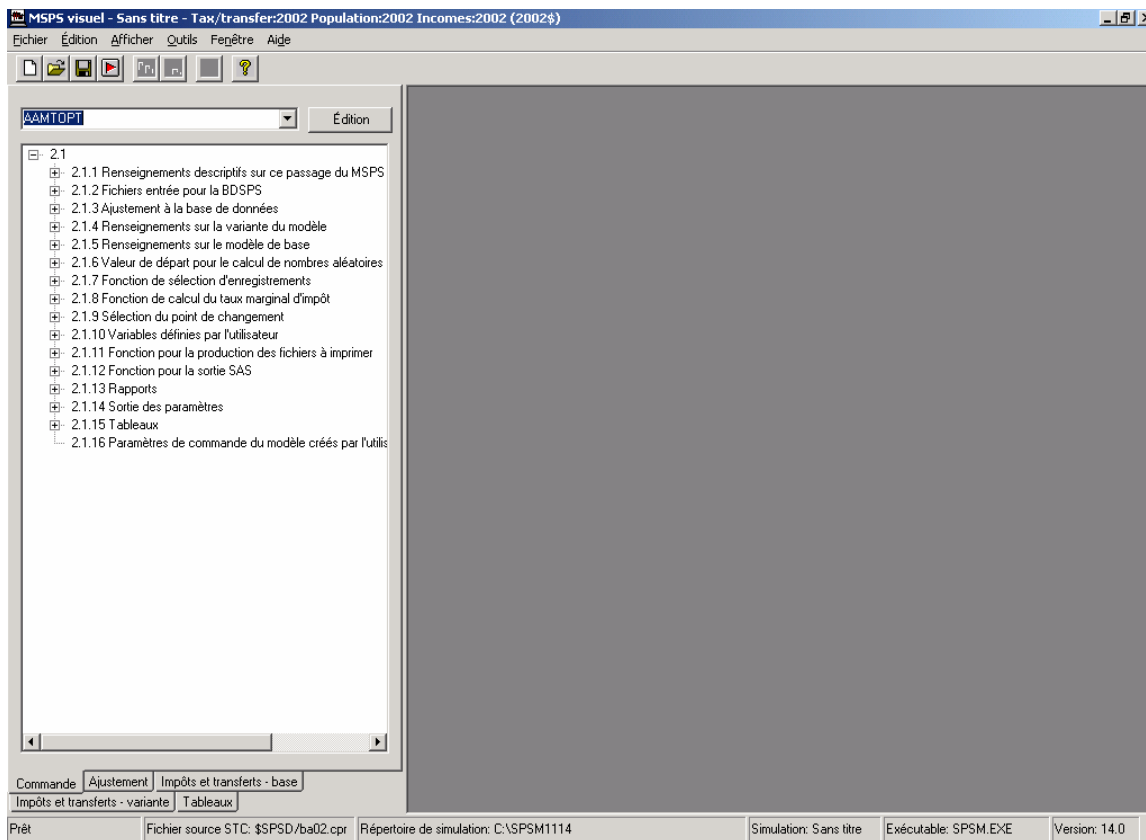 MSPS visuel - Sans titre - Tax/transfer:2002 Population:2002 Incomes:2002 (2002$)
Fichier Édition Afficher Outils Fenêtre Aide
AAMTOPT Édition
2.1
2.1.1 Renseignements descriptifs sur ce passage du MSPS
2.1.2 Fichiers entrée pour la BDSPS
2.1.3 Ajustement à la base de données
2.1.4 Renseignements sur la variante du modèle
2.1.5 Renseignements sur le modèle de base
2.1.6 Valeur de départ pour le calcul de nombres aléatoires
2.1.7 Fonction de sélection d'enregistrements
2.1.8 Fonction de calcul du taux marginal d'impôt
2.1.9 Sélection du point de changement
2.1.10 Variables définies par l'utilisateur
2.1.11 Fonction pour la production des fichiers à imprimer
2.1.12 Fonction pour la sortie SAS
2.1.13 Rapports
2.1.14 Sortie des paramètres
2.1.15 Tableaux
2.1.16 Paramètres de commande du modèle créés par l'utilis
Commande Ajustement Impôts et transferts - base
Impôts et transferts - variante Tableaux
Prêt Fichier source STC: $SPSD/ba02.cpr Répertoire de simulation: C:\SPSM1114 Simulation: Sans titre Exécutable: SPSM.EXE Version: 14.0